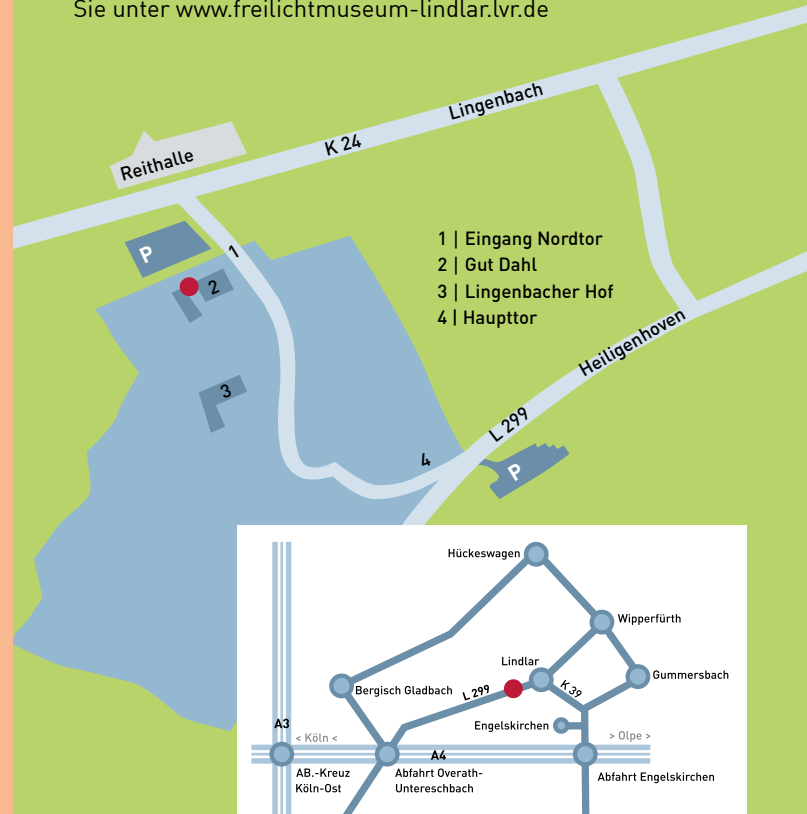 Sie unter www.freilichtmuseum-lindlar.lvr.de
Lingenbach
K 24
Reithalle
P
1
2
3
4
1 | Eingang Nordtor
2 | Gut Dahl
3 | Lingenbacher Hof
4 | Haupttor
Heiligenhoven
L 299
P
Hückeswagen
Wipperfürth
Lindlar
Gummersbach
Bergisch Gladbach
L 299
K 39
Engelskirchen
A3
< Köln <
> Olpe >
A4
AB.-Kreuz
Köln-Ost
Abfahrt Overath-
Untereschbach
Abfahrt Engelskirchen